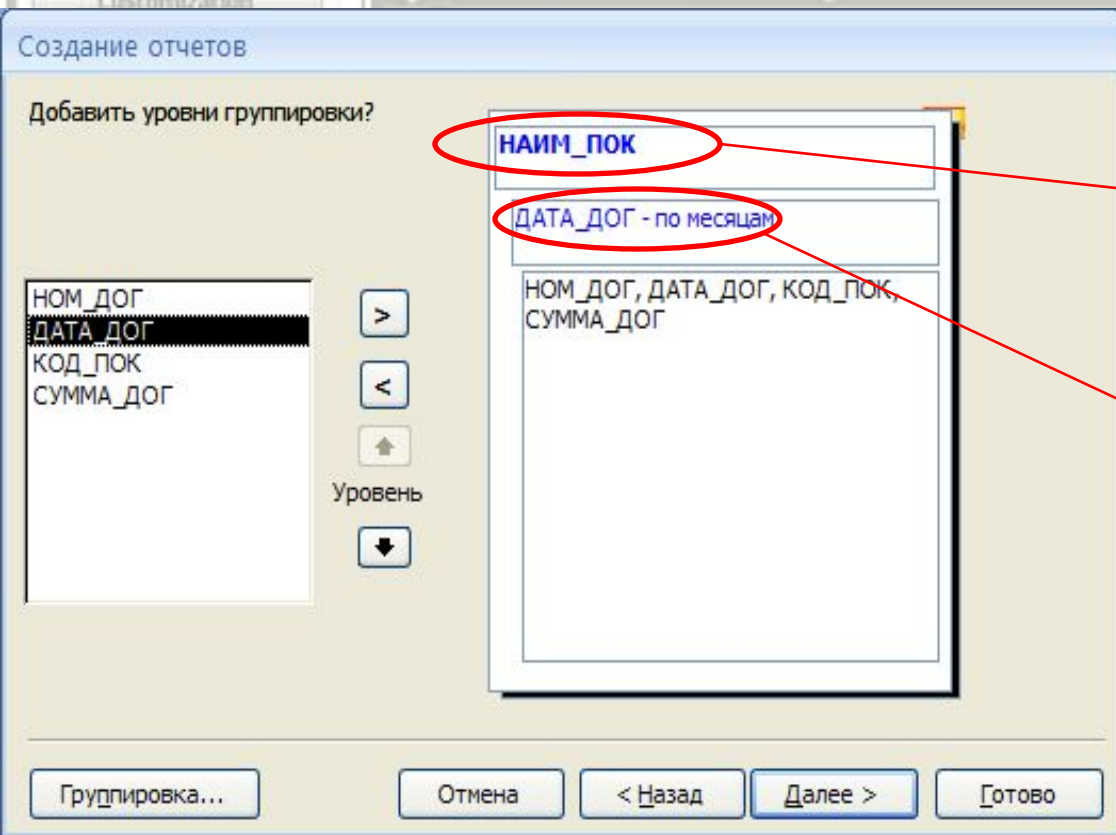 Создание отчетов
Добавить уровни группировки?
НАИМ_ПОК
ДАТА_ДОГ - по месяцам
НОМ_ДОГ, ДАТА_ДОГ, КОД_ПОК,
СУММА_ДОГ
НОМ_ДОГ
ДАТА_ДОГ
КОД_ПОК
СУММА_ДОГ
>
<
Уровень
Группировка...
Отмена
< Назад
Далее >
Готово